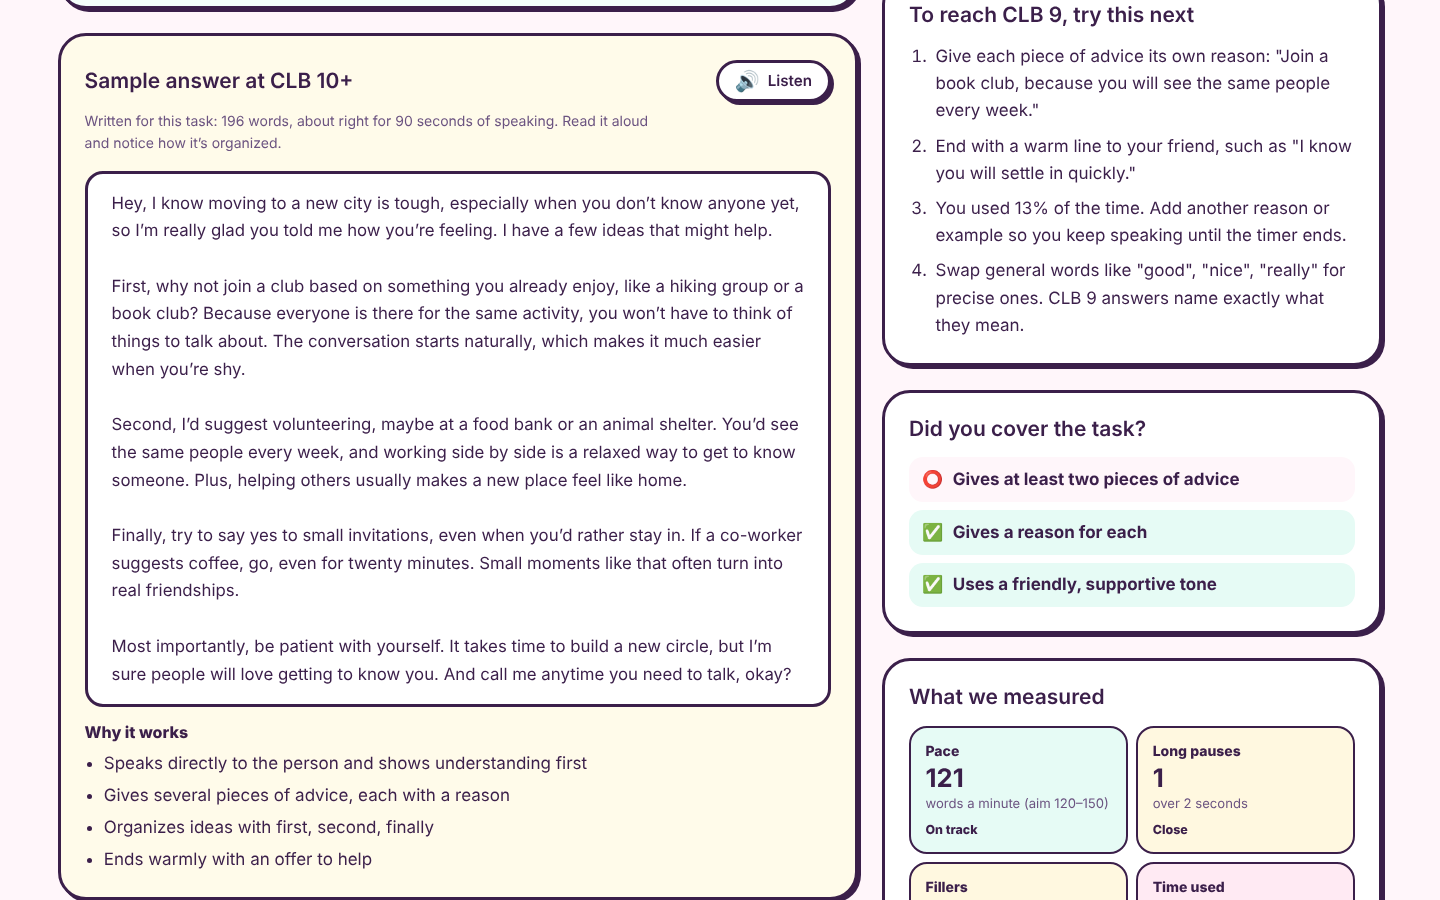 Sample answer at CLB 10+
Listen
Written for this task: 196 words, about right for 90 seconds of speaking. Read it aloud
and notice how it’s organized.
Hey, I know moving to a new city is tough, especially when you don’t know anyone yet,
so I’m really glad you told me how you’re feeling. I have a few ideas that might help.
First, why not join a club based on something you already enjoy, like a hiking group or a
book club? Because everyone is there for the same activity, you won’t have to think of
things to talk about. The conversation starts naturally, which makes it much easier
when you’re shy.
Second, I’d suggest volunteering, maybe at a food bank or an animal shelter. You’d see
the same people every week, and working side by side is a relaxed way to get to know
someone. Plus, helping others usually makes a new place feel like home.
Finally, try to say yes to small invitations, even when you’d rather stay in. If a co-worker
suggests coffee, go, even for twenty minutes. Small moments like that often turn into
real friendships.
Most importantly, be patient with yourself. It takes time to build a new circle, but I’m
sure people will love getting to know you. And call me anytime you need to talk, okay?
Why it works
• Speaks directly to the person and shows understanding first
• Gives several pieces of advice, each with a reason
• Organizes ideas with first, second, finally
• Ends warmly with an offer to help
To reach CLB 9, try this next
1. Give each piece of advice its own reason: "Join a
book club, because you will see the same people
every week."
2. End with a warm line to your friend, such as "I know
you will settle in quickly."
3. You used 13% of the time. Add another reason or
example so you keep speaking until the timer ends.
4. Swap general words like "good", "nice", "really" for
precise ones. CLB 9 answers name exactly what
they mean.
Did you cover the task?
Gives at least two pieces of advice
Gives a reason for each
Uses a friendly, supportive tone
What we measured
Pace
121
words a minute (aim 120–150)
On track
Long pauses
1
over 2 seconds
Close
Fillers
Time used